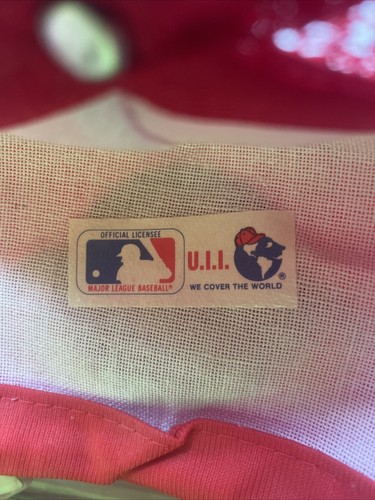 OFFICIAL LICENSEE
MAJOR LEAGUE BASEBALL®
U.I.I.
®
WE COVER THE WORLD